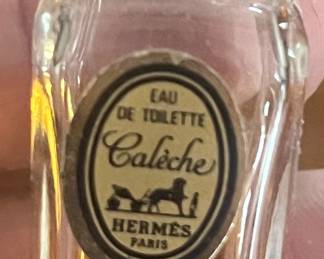 EAU
DE TOILETTE
Calèche
HERMÈS
PARIS